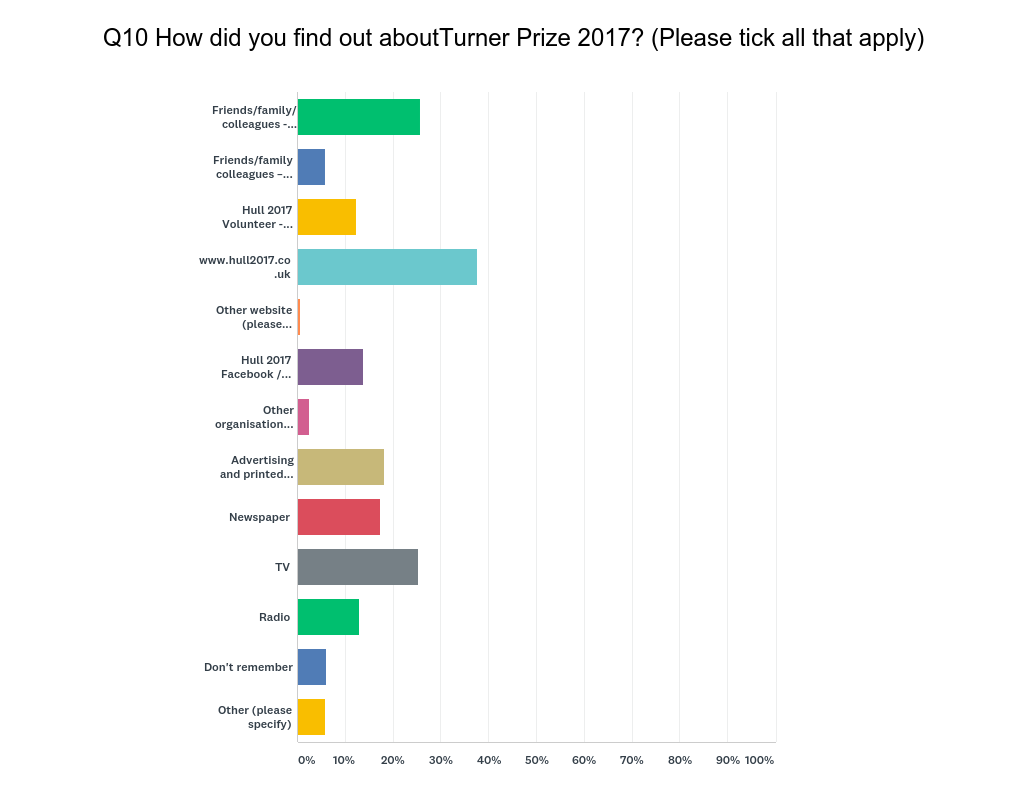 Q10 How did you find out aboutTurner Prize 2017? (Please tick all that apply)
Friends/family/
colleagues -...
Friends/family
colleagues –...
Hull 2017
Volunteer -...
www.hull2017.co
.uk
Other website
(please...
Hull 2017
Facebook /...
Other
organisation...
Advertising
and printed...
Newspaper
TV
Radio
Don't remember
Other (please
specify)
0% 10% 20% 30% 40% 50% 60% 70% 80% 90% 100%